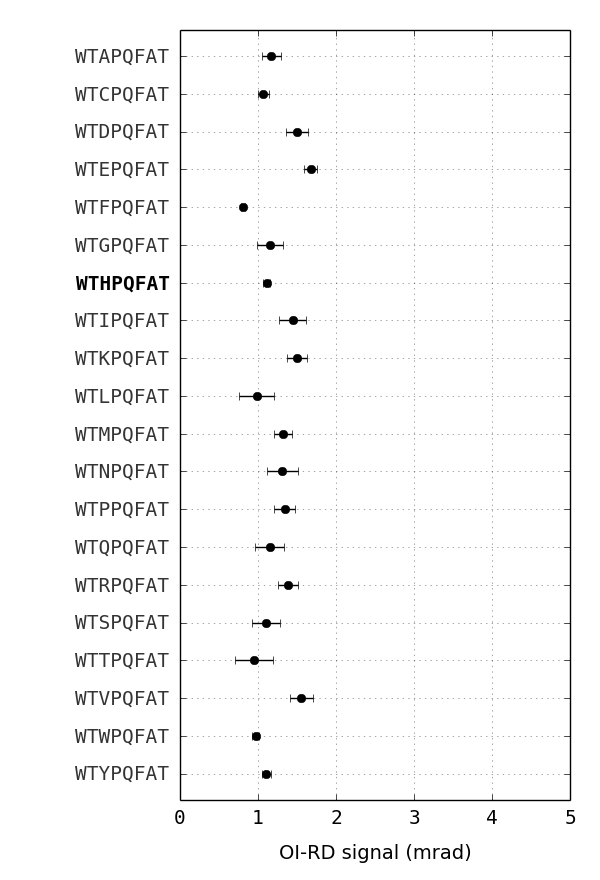 WTAPQFAT
WTCPQFAT
WTDPQFAT
WTEPQFAT
WTFPQFAT
WTGPQFAT
WTHPQFAT
WTIPQFAT
WTKPQFAT
WTLPQFAT
WTMPQFAT
WTNPQFAT
WTPPQFAT
WTQPQFAT
WTRPQFAT
WTSPQFAT
WTTPQFAT
WTVPQFAT
WTWPQFAT
WTYPQFAT
0 1 2 3 4 5
OI-RD signal (mrad)